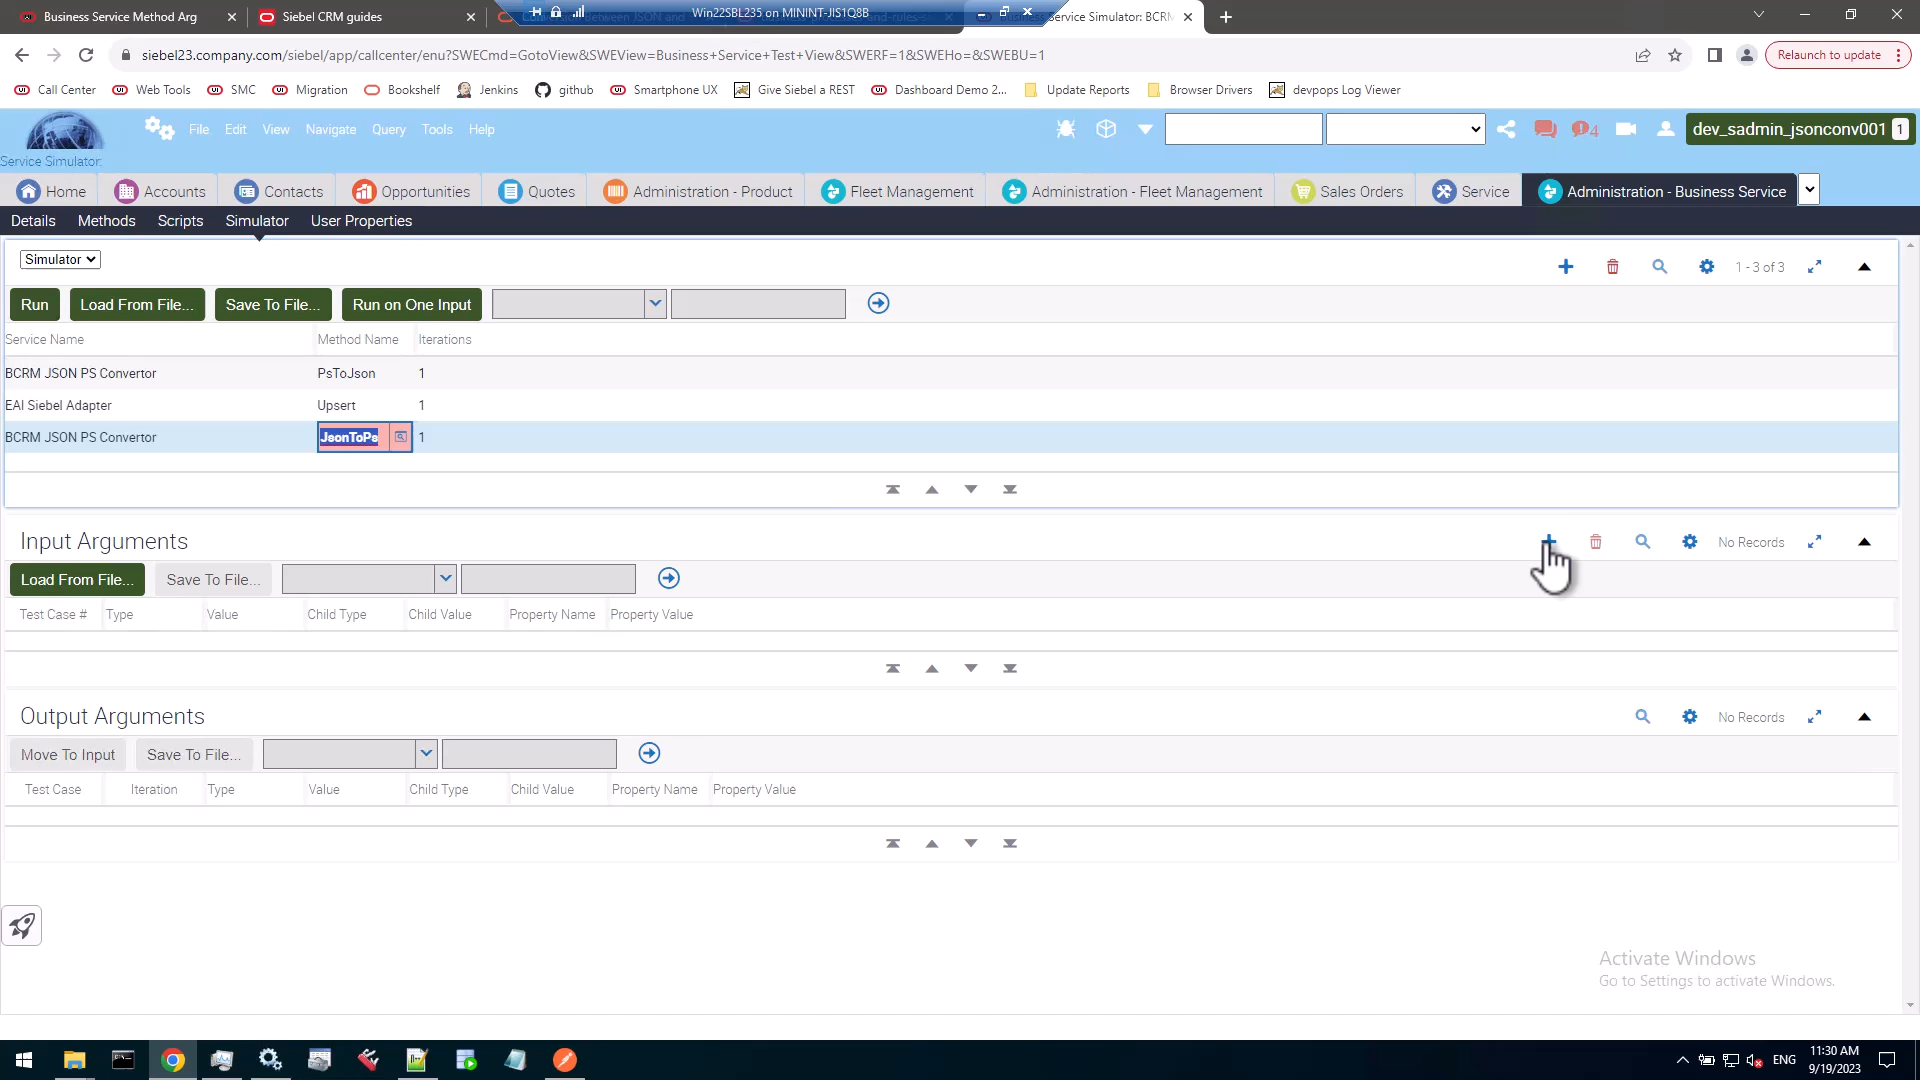 Business Service Method Arg
Siebel CRM guides
Win22SBL235 on MININT-JIS1Q8B
Service Simulator: BCRM
siebel23.company.com/siebel/app/callcenter/enu?SWECmd=GotoView&SWEView=Business+Service+Test+View&SWERF=1&SWEHo=&SWEBU=1
Relaunch to update
Call Center
Web Tools
SMC
Migration
Bookshelf
Jenkins
github
Smartphone UX
Give Siebel a REST
Dashboard Demo 2...
Update Reports
Browser Drivers
devpops Log Viewer
File Edit View Navigate Query Tools Help
4
dev_sadmin_jsonconv001 1
Service Simulator:
Home
Accounts
Contacts
Opportunities
Quotes
Administration - Product
Fleet Management
Administration - Fleet Management
Sales Orders
Service
Administration - Business Service
Details Methods Scripts Simulator User Properties
Simulator
1 - 3 of 3
Run
Load From File...
Save To File...
Run on One Input
Service Name Method Name Iterations
BCRM JSON PS Convertor PsToJson 1
EAI Siebel Adapter Upsert 1
BCRM JSON PS Convertor JsonToPs 1
Input Arguments
No Records
Load From File...
Save To File...
Test Case # Type Value Child Type Child Value Property Name Property Value
Output Arguments
No Records
Move To Input
Save To File...
Test Case Iteration Type Value Child Type Child Value Property Name Property Value
Activate Windows
Go to Settings to activate Windows.
ENG
11:30 AM
9/19/2023